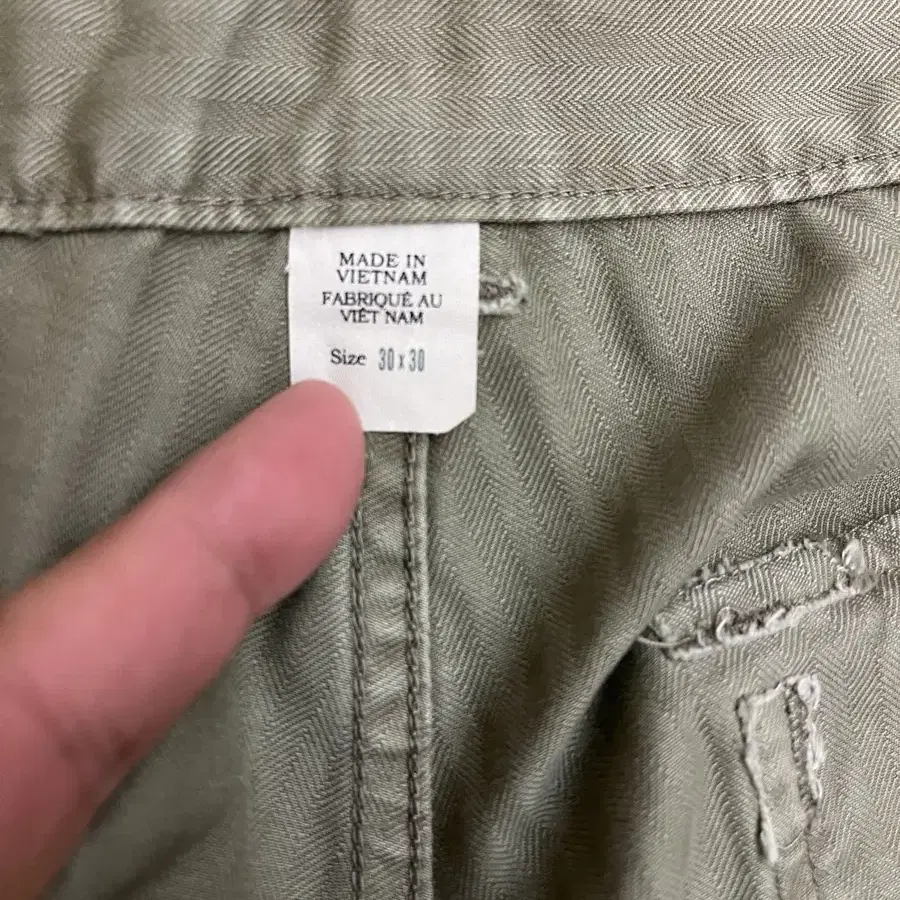 MADE IN
VIETNAM
FABRIQUÉ AU
VIÊT NAM
Size 30 x 30